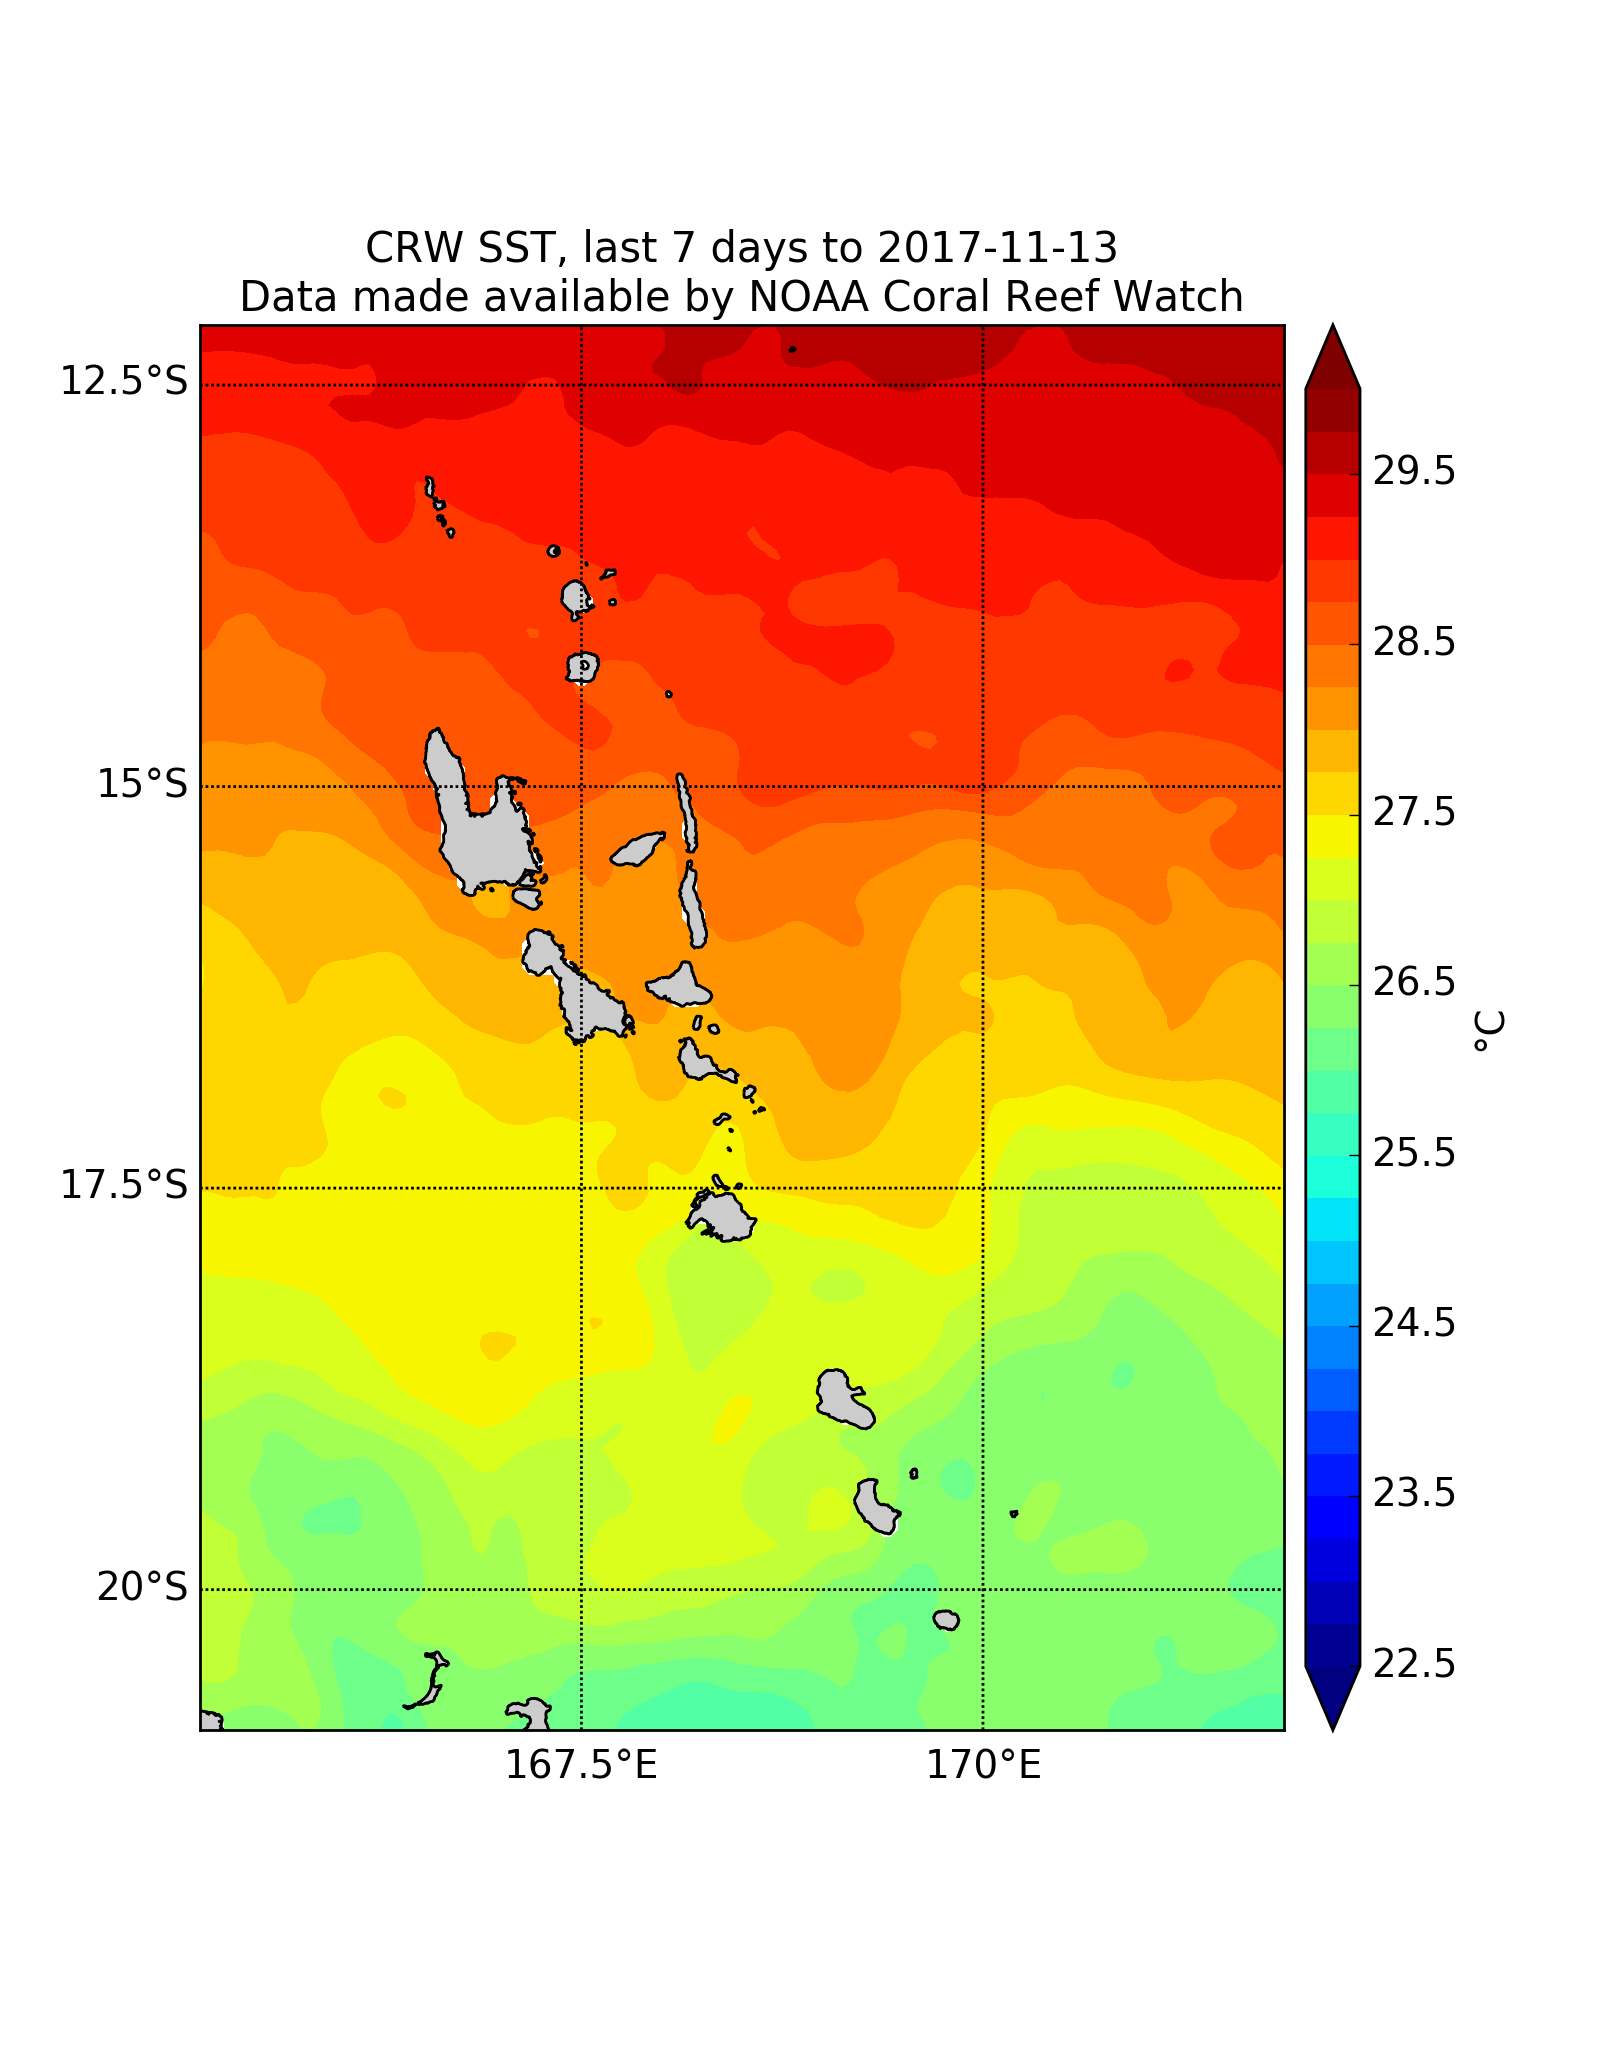 CRW SST, last 7 days to 2017-11-13
Data made available by NOAA Coral Reef Watch
12.5°S
15°S
17.5°S
20°S
167.5°E
170°E
29.5
28.5
27.5
26.5
25.5
24.5
23.5
22.5
°C